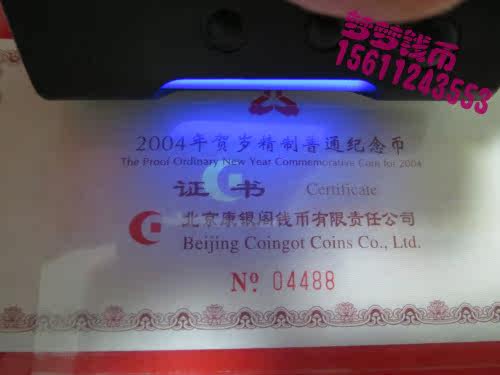 梦梦钱币
15611243553
2004年贺岁精制普通纪念币
The Proof Ordinary New Year Commemorative Coin for 2004
证书 Certificate
北京康银阁钱币有限责任公司
Beijing Coingot Coins Co., Ltd.
Nº. 04488